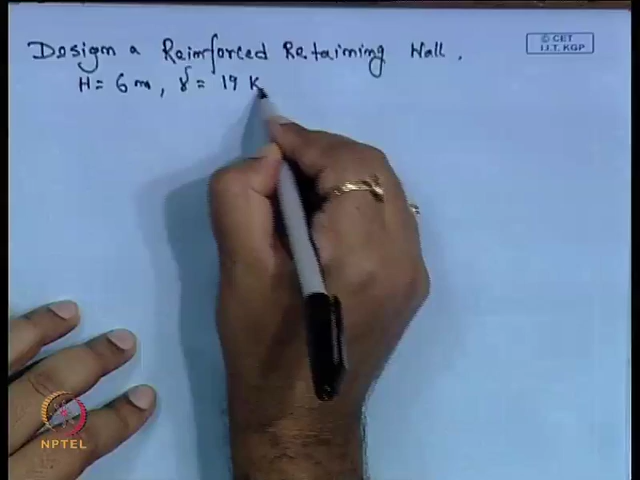 Design a Reinforced Retaining Wall.
H = 6 m, γ = 19 K
© CET
I.I.T. KGP
NPTEL